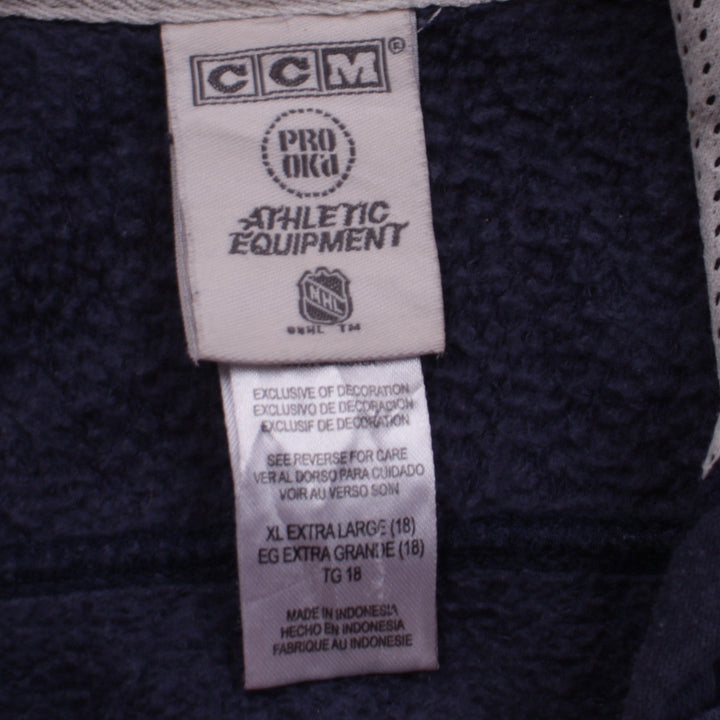 CCM®
PRO
OKd
ATHLETIC
EQUIPMENT
NHL
NHL TM
EXCLUSIVE OF DECORATION
EXCLUSIVO DE DECORACION
EXCLUSIF DE DECORATION
SEE REVERSE FOR CARE
VER AL DORSO PARA CUIDADO
VOIR AU VERSO SOIN
XL EXTRA LARGE (18)
EG EXTRA GRANDE (18)
TG 18
MADE IN INDONESIA
HECHO EN INDONESIA
FABRIQUE AU INDONESIE